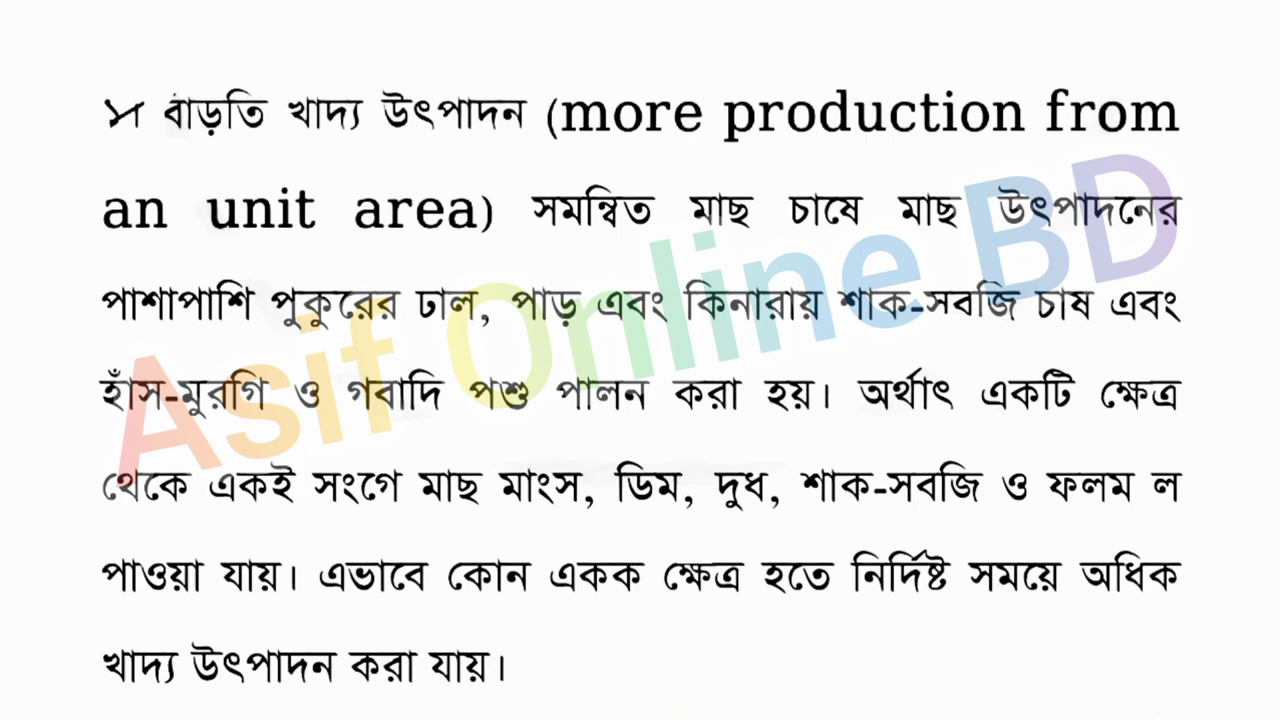 ১। বাড়তি খাদ্য উৎপাদন (more production from
an unit area) সমন্বিত মাছ চাষে মাছ উৎপাদনের
পাশাপাশি পুকুরের ঢাল, পাড় এবং কিনারায় শাক-সবজি চাষ এবং
হাঁস-মুরগি ও গবাদি পশু পালন করা হয়। অর্থাৎ একটি ক্ষেত্র
থেকে একই সংগে মাছ মাংস, ডিম, দুধ, শাক-সবজি ও ফলম ল
পাওয়া যায়। এভাবে কোন একক ক্ষেত্র হতে নির্দিষ্ট সময়ে অধিক
খাদ্য উৎপাদন করা যায়।
Asif Online BD